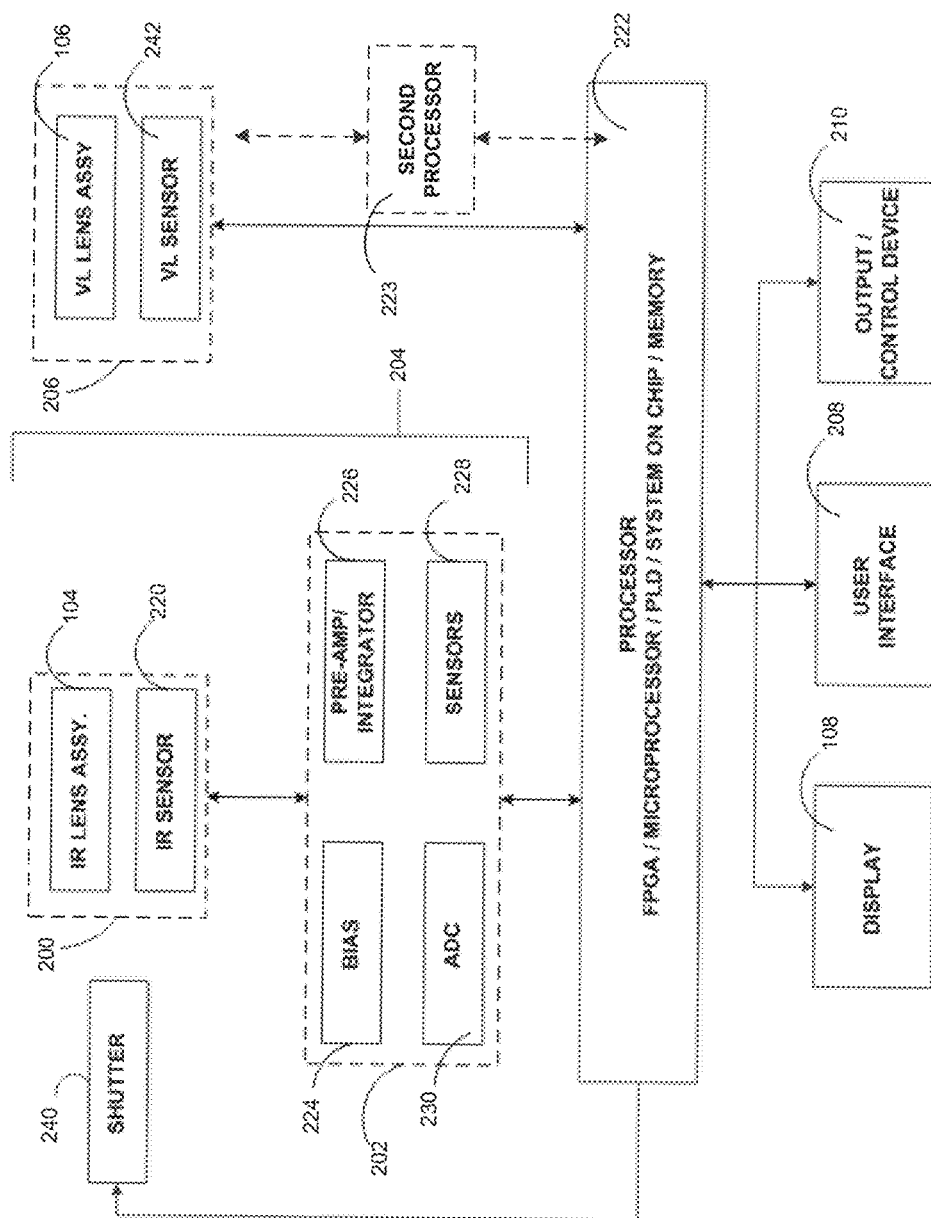 240
SHUTTER
200
IR LENS ASSY.
104
IR SENSOR
220
204
206
VL LENS ASSY
106
VL SENSOR
242
224
BIAS
PRE-AMP/
INTEGRATOR
226
230
ADC
SENSORS
228
202
223
SECOND
PROCESSOR
222
PROCESSOR
FPGA / MICROPROCESSOR / PLD / SYSTEM ON CHIP / MEMORY
DISPLAY
108
USER
INTERFACE
208
OUTPUT /
CONTROL DEVICE
210